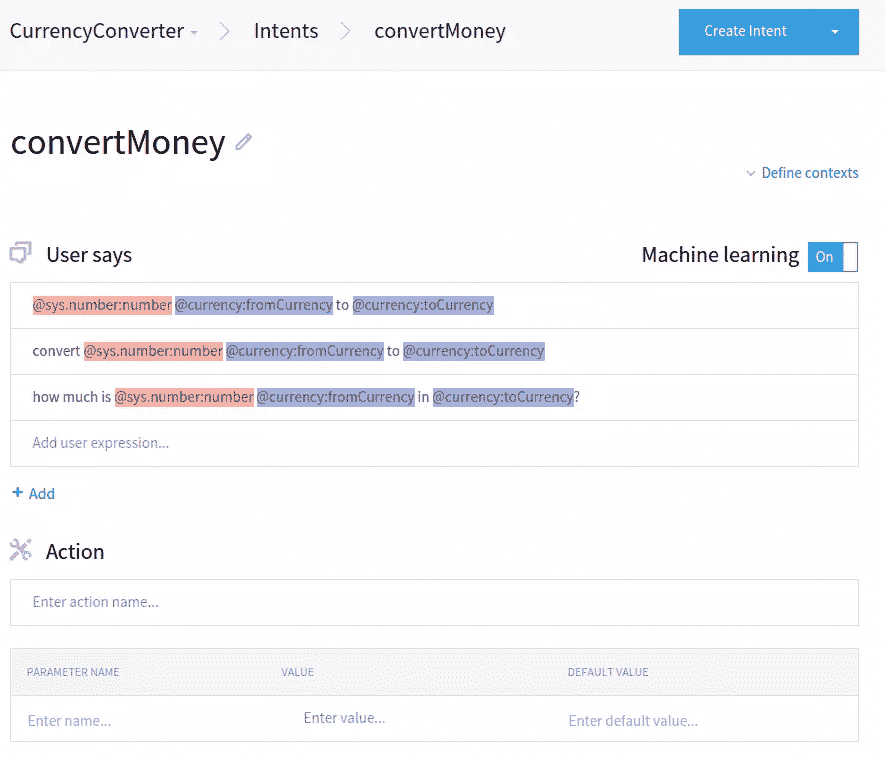 CurrencyConverter Intents convertMoney Create Intent
convertMoney
Define contexts
User says Machine learning On
@sys.number:number @currency:fromCurrency to @currency:toCurrency
convert @sys.number:number @currency:fromCurrency to @currency:toCurrency
how much is @sys.number:number @currency:fromCurrency in @currency:toCurrency?
Add user expression...
+ Add
Action
Enter action name...
PARAMETER NAME VALUE DEFAULT VALUE
Enter name... Enter value... Enter default value...